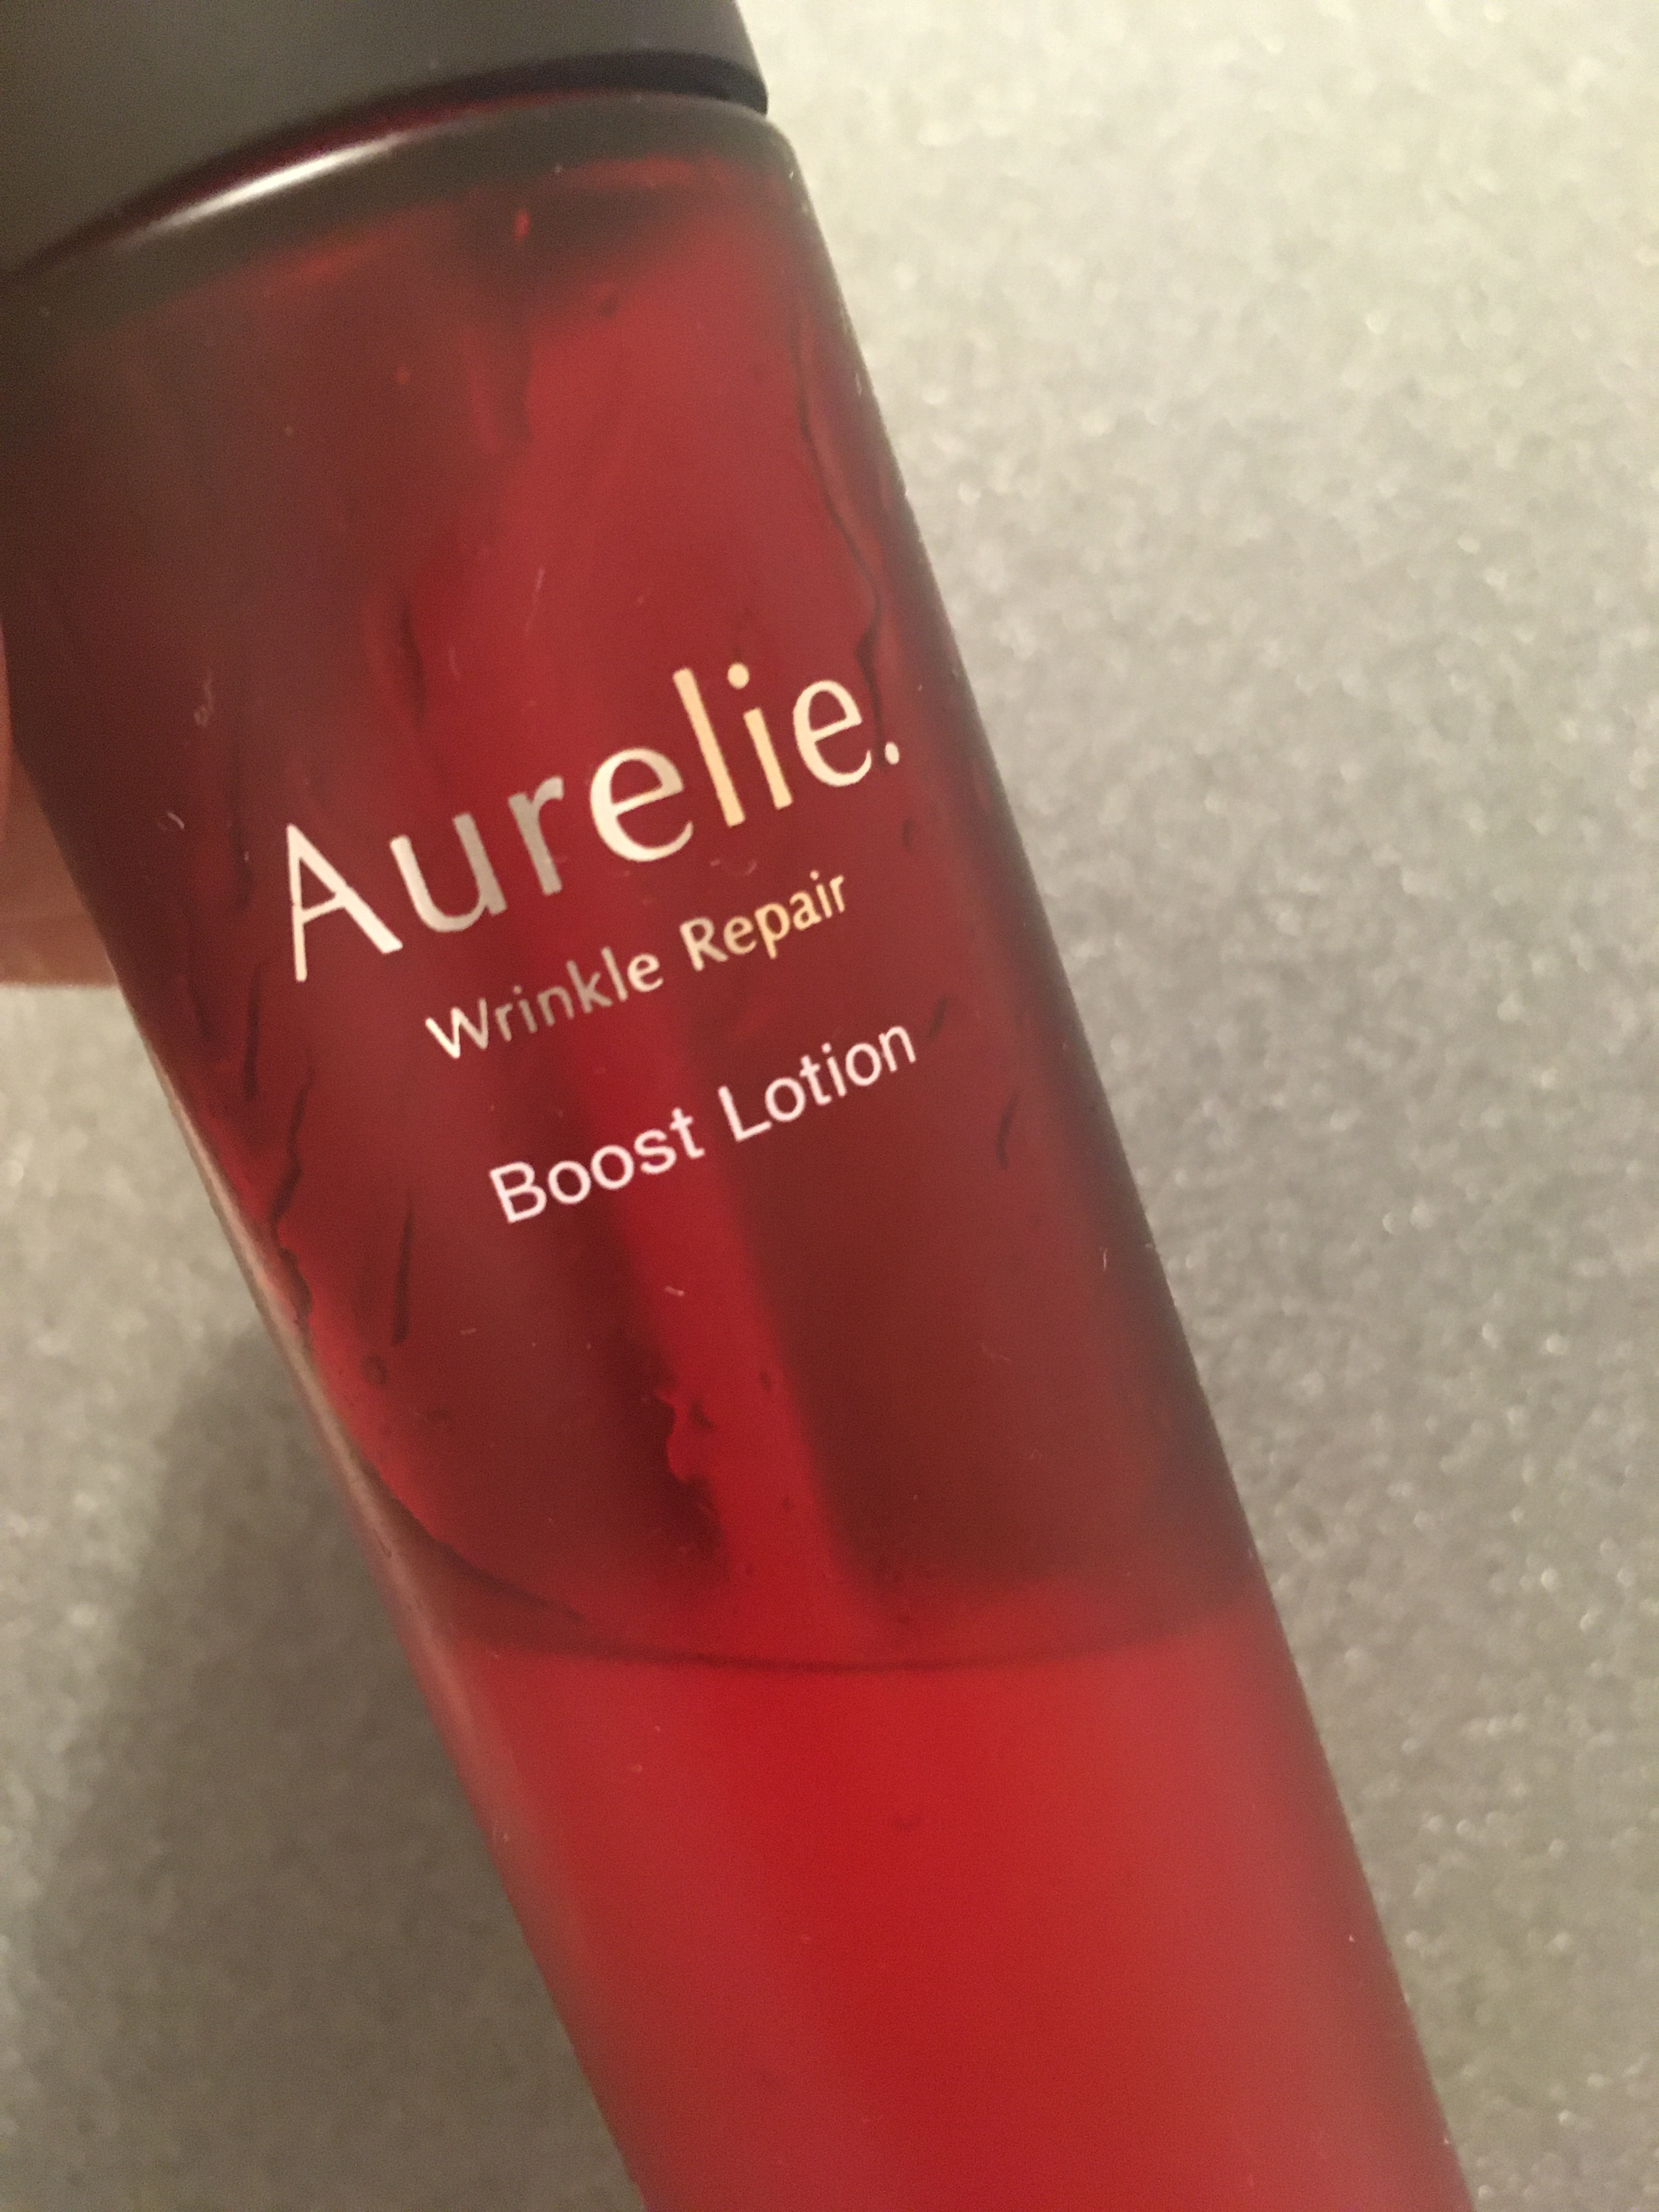 Aurelie.
Wrinkle Repair
Boost Lotion